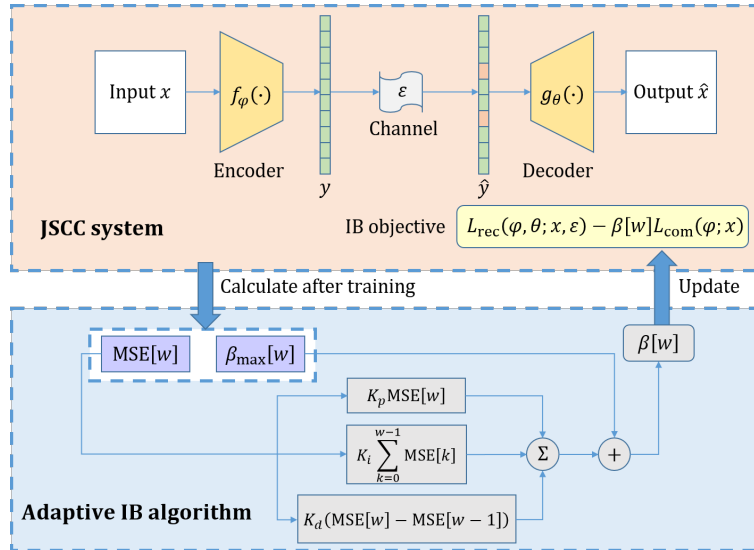 Input x
f_φ(·)
ε
g_θ(·)
Output x̂
Channel
Encoder
Decoder
y
ŷ
JSCC system
IB objective
L_rec(φ, θ; x, ε) − β[w]L_com(φ; x)
Calculate after training
Update
MSE[w]
β_max[w]
β[w]
K_p MSE[w]
K_i ∑_{k=0}^{w−1} MSE[k]
Σ
+
K_d(MSE[w] − MSE[w − 1])
Adaptive IB algorithm